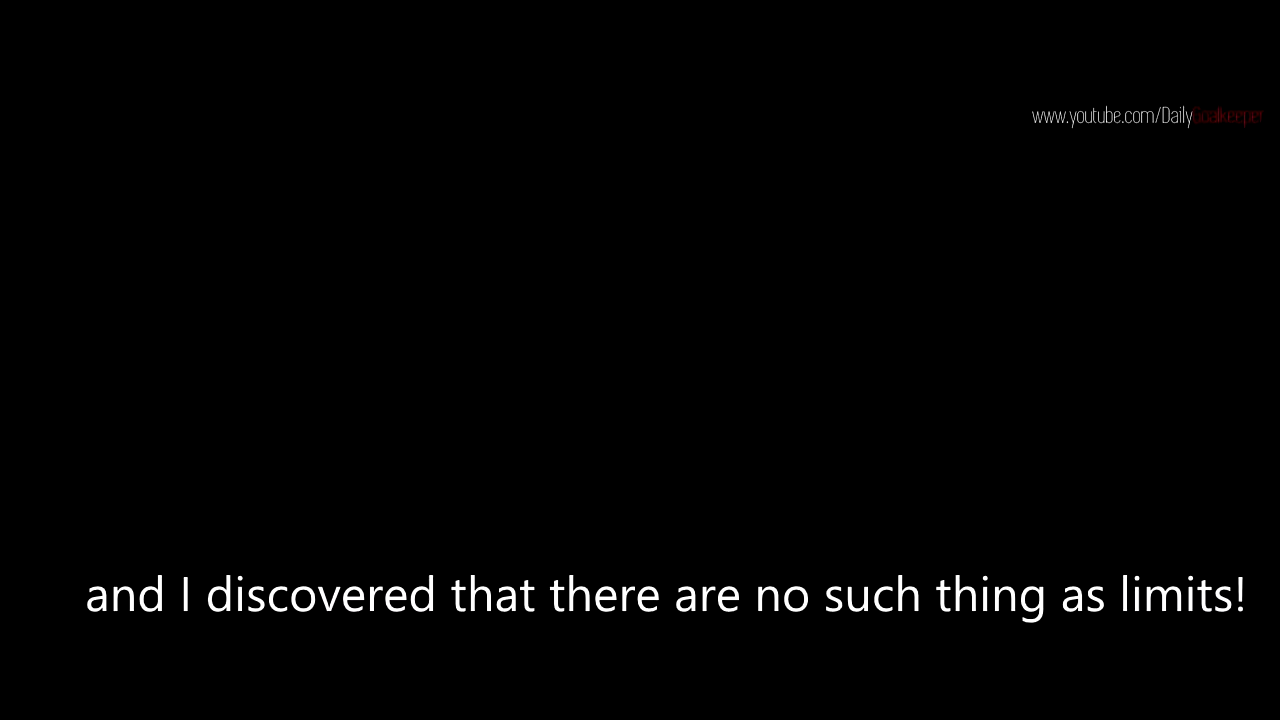 www.youtube.com/DailyGoalkeeper
and I discovered that there are no such thing as limits!